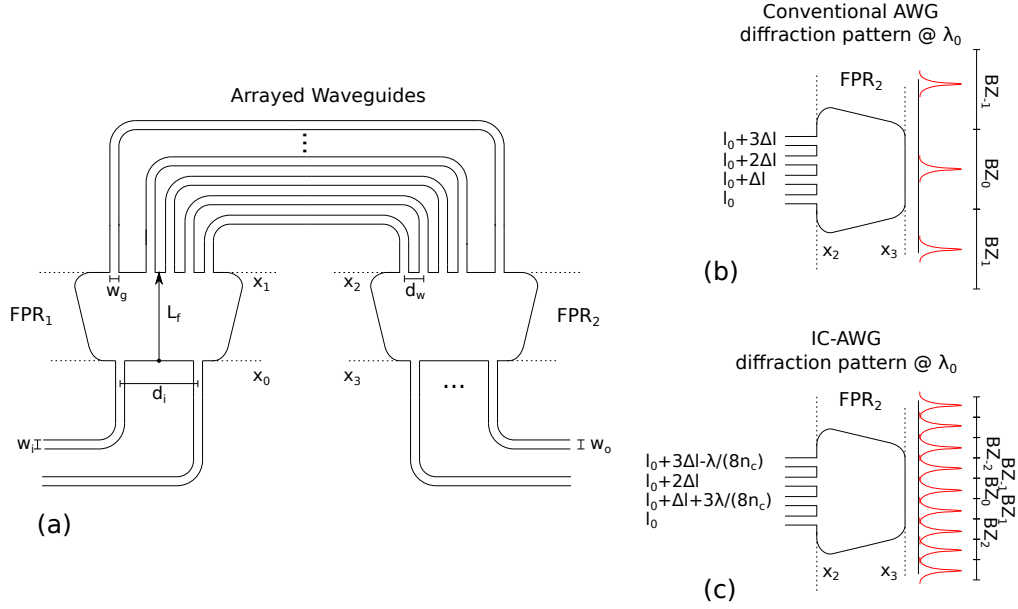 Arrayed Waveguides
...
w_g
x_1
x_2
d_w
FPR_1
L_f
FPR_2
x_0
x_3
d_i
...
w_i
w_o
(a)
Conventional AWG
diffraction pattern @ λ_0
FPR_2
l_0+3Δl
l_0+2Δl
l_0+Δl
l_0
x_2
x_3
BZ_-1
BZ_0
BZ_1
(b)
IC-AWG
diffraction pattern @ λ_0
FPR_2
l_0+3Δl-λ/(8n_c)
l_0+2Δl
l_0+Δl+3λ/(8n_c)
l_0
x_2
x_3
BZ_-2
BZ_-1
BZ_0
BZ_1
BZ_2
(c)